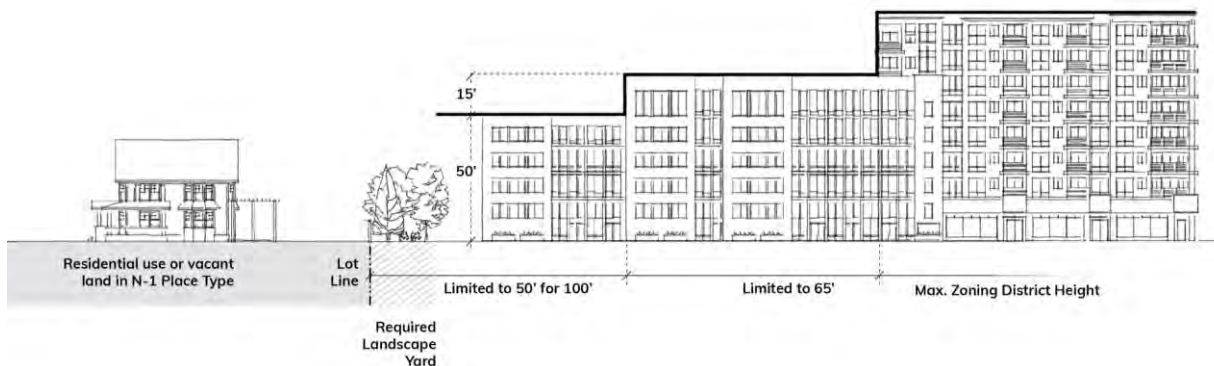 15'
50'
Residential use or vacant
land in N-1 Place Type
Lot
Line
Limited to 50' for 100'
Limited to 65'
Max. Zoning District Height
Required
Landscape
Yard